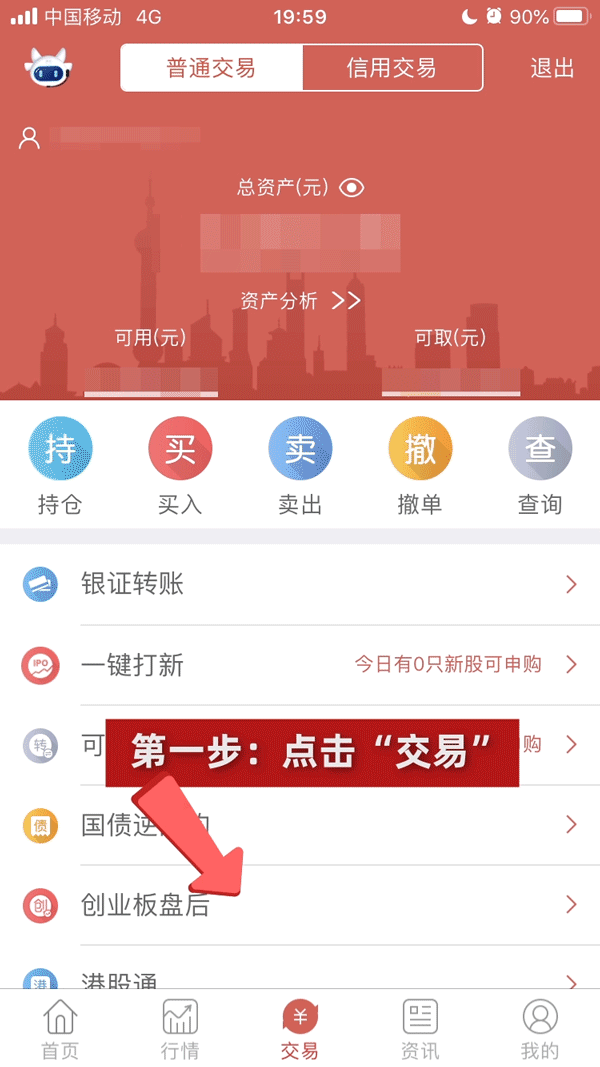 中国移动 4G 19:59 90%
普通交易 信用交易 退出
总资产(元)
资产分析
可用(元) 可取(元)
持 买 卖 撤 查
持仓 买入 卖出 撤单 查询
银证转账
IPO 一键打新 今日有0只新股可申购
转 可 购
第一步：点击“交易”
债 国债逆
创 创业板盘后
港 港股通
¥
首页 行情 交易 资讯 我的